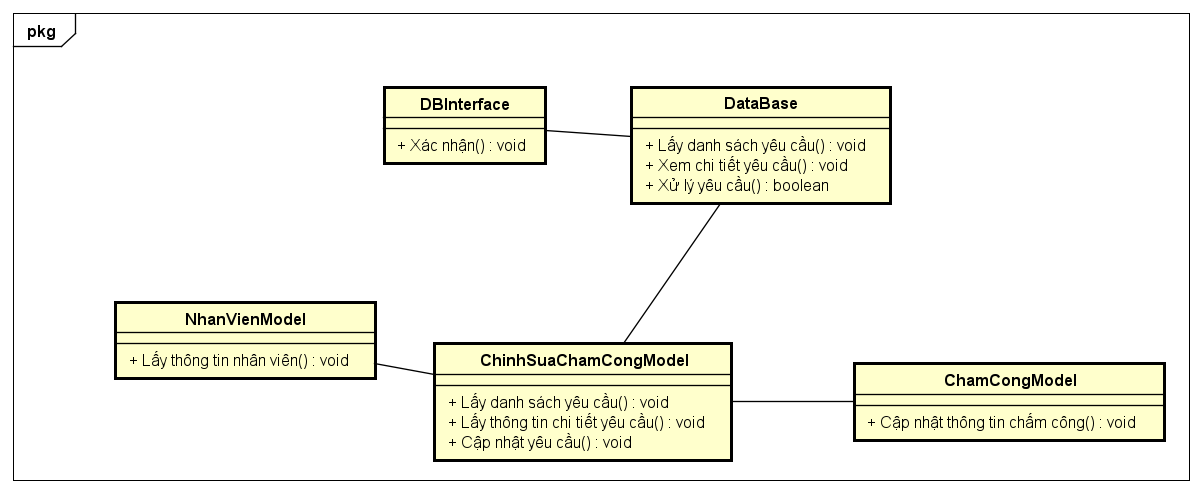 pkg
DBInterface
+ Xác nhận() : void
DataBase
+ Lấy danh sách yêu cầu() : void
+ Xem chi tiết yêu cầu() : void
+ Xử lý yêu cầu() : boolean
NhanVienModel
+ Lấy thông tin nhân viên() : void
ChinhSuaChamCongModel
+ Lấy danh sách yêu cầu() : void
+ Lấy thông tin chi tiết yêu cầu() : void
+ Cập nhật yêu cầu() : void
ChamCongModel
+ Cập nhật thông tin chấm công() : void